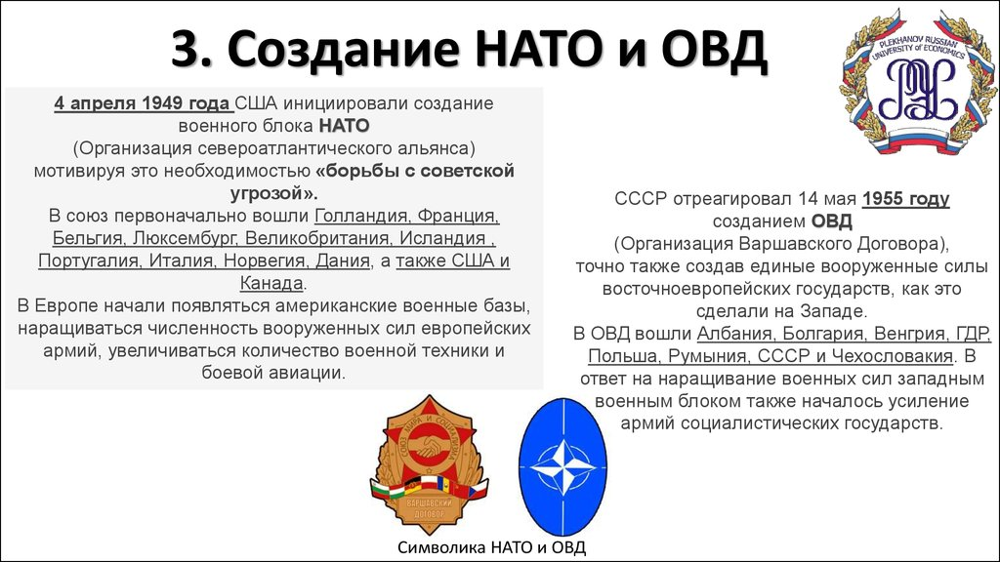 3. Создание НАТО и ОВД
PLEKHANOV RUSSIAN
UNIVERSITY OF ECONOMICS
4 апреля 1949 года США инициировали создание
военного блока НАТО
(Организация североатлантического альянса)
мотивируя это необходимостью «борьбы с советской
угрозой».
В союз первоначально вошли Голландия, Франция,
Бельгия, Люксембург, Великобритания, Исландия ,
Португалия, Италия, Норвегия, Дания, а также США и
Канада.
В Европе начали появляться американские военные базы,
наращиваться численность вооруженных сил европейских
армий, увеличиваться количество военной техники и
боевой авиации.
СССР отреагировал 14 мая 1955 году
созданием ОВД
(Организация Варшавского Договора),
точно также создав единые вооруженные силы
восточноевропейских государств, как это
сделали на Западе.
В ОВД вошли Албания, Болгария, Венгрия, ГДР,
Польша, Румыния, СССР и Чехословакия. В
ответ на наращивание военных сил западным
военным блоком также началось усиление
армий социалистических государств.
СОЮЗ МИРА И СОЦИАЛИЗМА
ВАРШАВСКИЙ
ДОГОВОР
Символика НАТО и ОВД